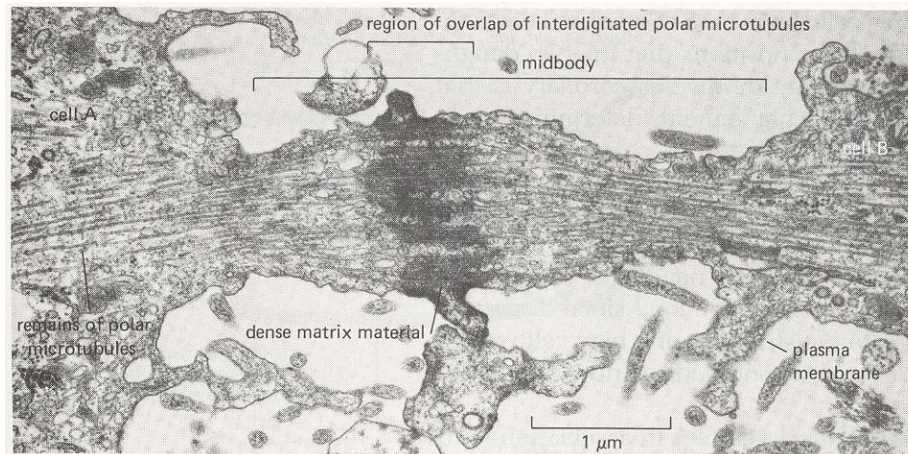 region of overlap of interdigitated polar microtubules
midbody
cell A
cell B
remains of polar
microtubules
dense matrix material
plasma
membrane
1 μm